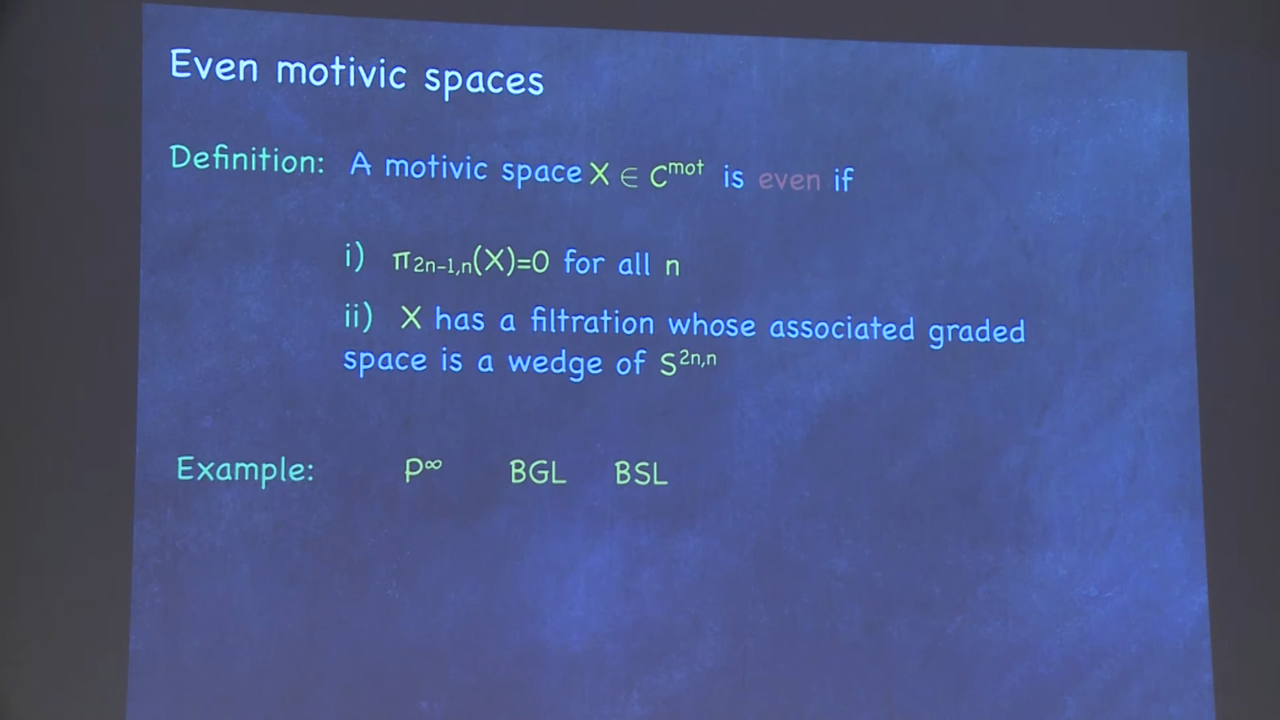 Even motivic spaces
Definition: A motivic space X ∈ C^mot is even if
i) π_{2n-1,n}(X)=0 for all n
ii) X has a filtration whose associated graded
space is a wedge of S^{2n,n}
Example: P^∞ BGL BSL